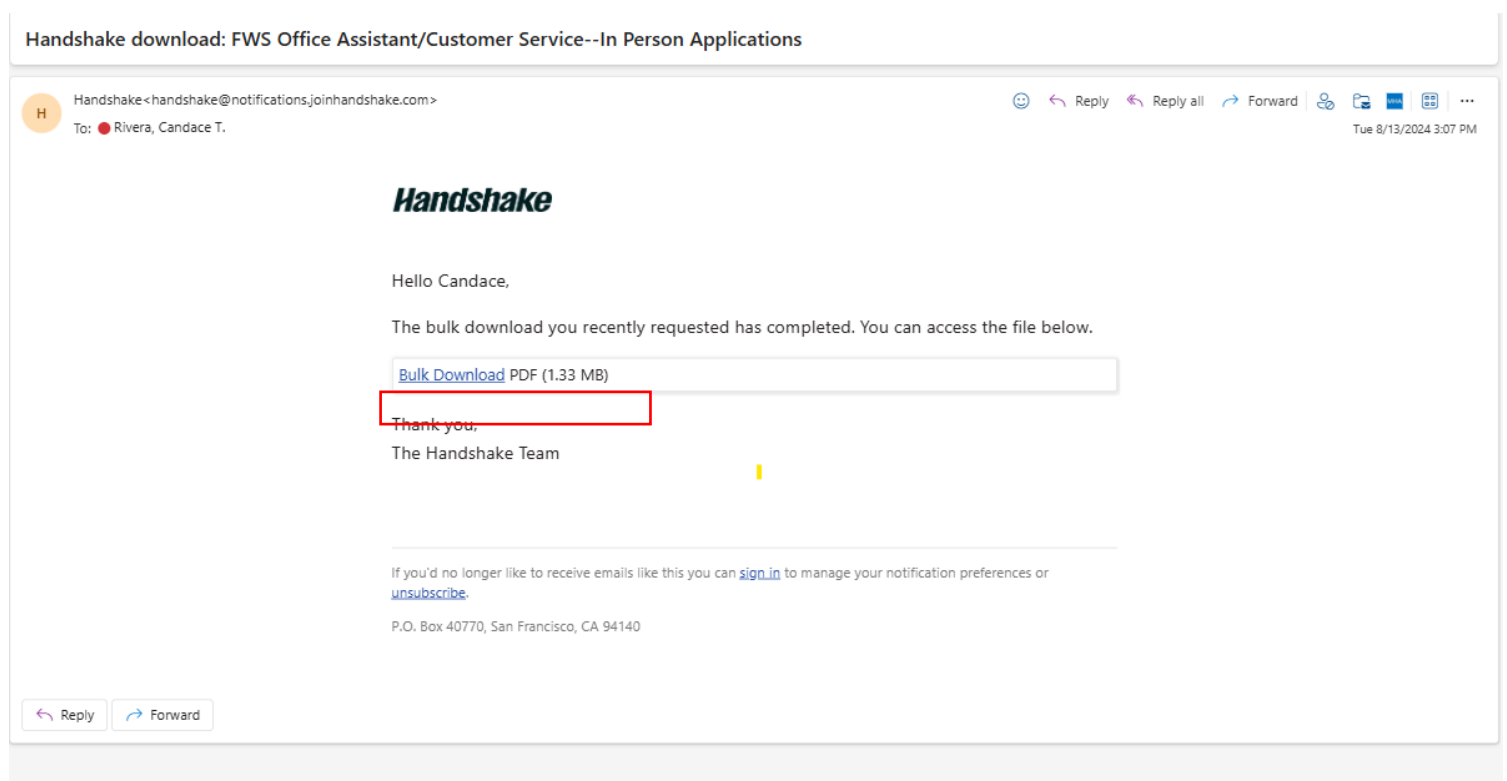 Handshake download: FWS Office Assistant/Customer Service--In Person Applications
H
Handshake<handshake@notifications.joinhandshake.com>
Reply Reply all Forward
To: Rivera, Candace T.
Tue 8/13/2024 3:07 PM
Handshake
Hello Candace,
The bulk download you recently requested has completed. You can access the file below.
Bulk Download PDF (1.33 MB)
Thank you,
The Handshake Team
If you'd no longer like to receive emails like this you can sign in to manage your notification preferences or
unsubscribe.
P.O. Box 40770, San Francisco, CA 94140
Reply Forward